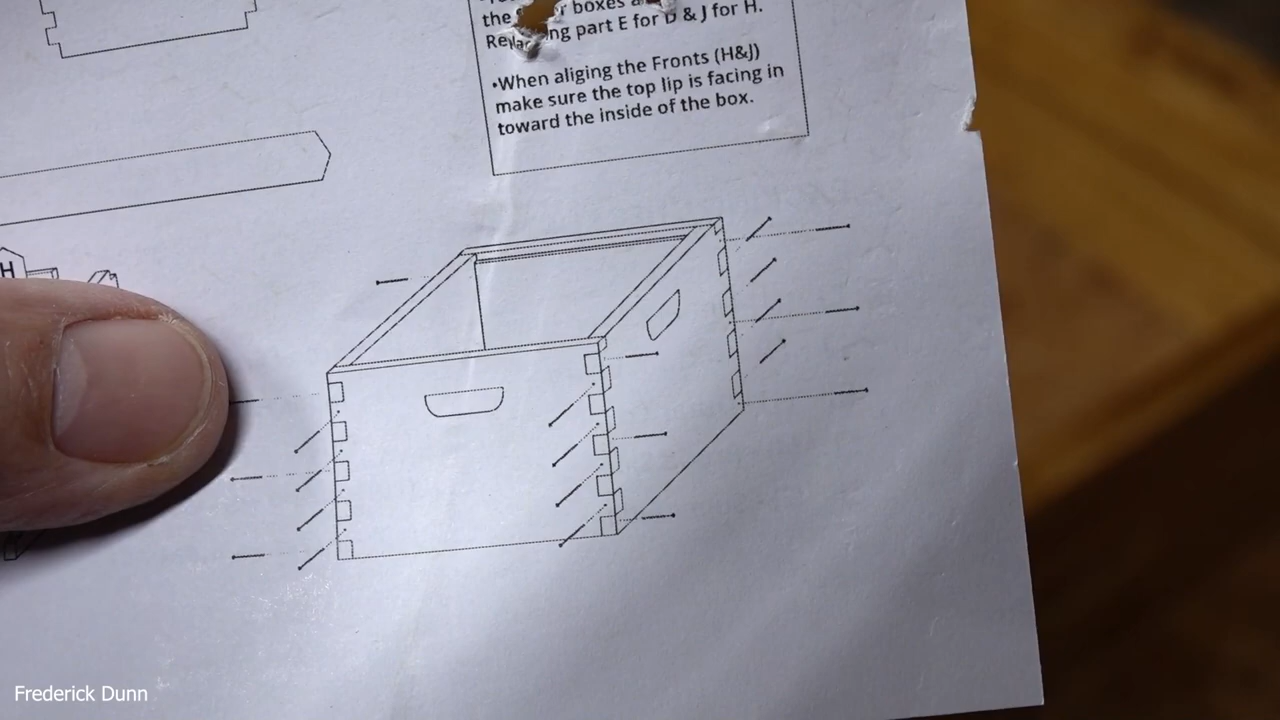 the r boxes
ng part E for D & J for H.
•When aliging the Fronts (H&J)
make sure the top lip is facing in
toward the inside of the box.
H
Frederick Dunn